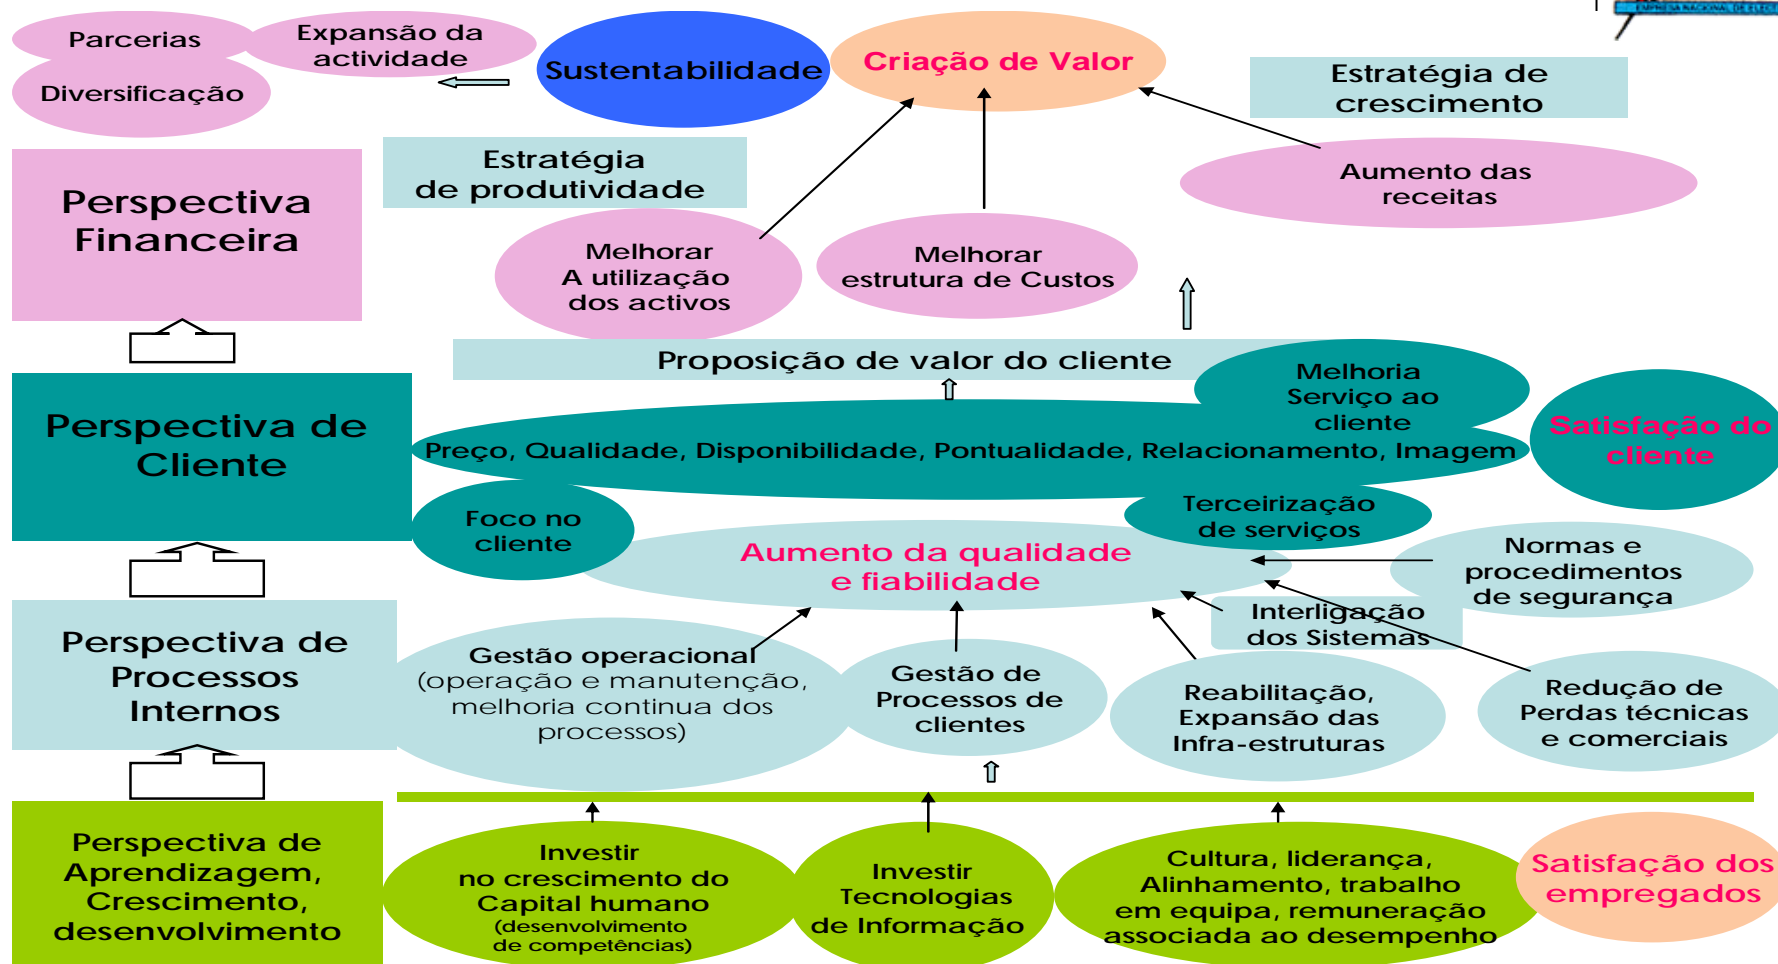 EMPRESA NACIONAL DE ELECT
Parcerias
Expansão da
actividade
Diversificação
Sustentabilidade
Criação de Valor
Estratégia de
crescimento
Estratégia
de produtividade
Aumento das
receitas
Perspectiva
Financeira
Melhorar
A utilização
dos activos
Melhorar
estrutura de Custos
Proposição de valor do cliente
Melhoria
Serviço ao
cliente
Perspectiva de
Cliente
Preço, Qualidade, Disponibilidade, Pontualidade, Relacionamento, Imagem
Satisfação do
cliente
Foco no
cliente
Terceirização
de serviços
Aumento da qualidade
e fiabilidade
Normas e
procedimentos
de segurança
Interligação
dos Sistemas
Perspectiva de
Processos
Internos
Gestão operacional
(operação e manutenção,
melhoria continua dos
processos)
Gestão de
Processos de
clientes
Reabilitação,
Expansão das
Infra-estruturas
Redução de
Perdas técnicas
e comerciais
Perspectiva de
Aprendizagem,
Crescimento,
desenvolvimento
Investir
no crescimento do
Capital humano
(desenvolvimento
de competências)
Investir
Tecnologias
de Informação
Cultura, liderança,
Alinhamento, trabalho
em equipa, remuneração
associada ao desempenho
Satisfação dos
empregados